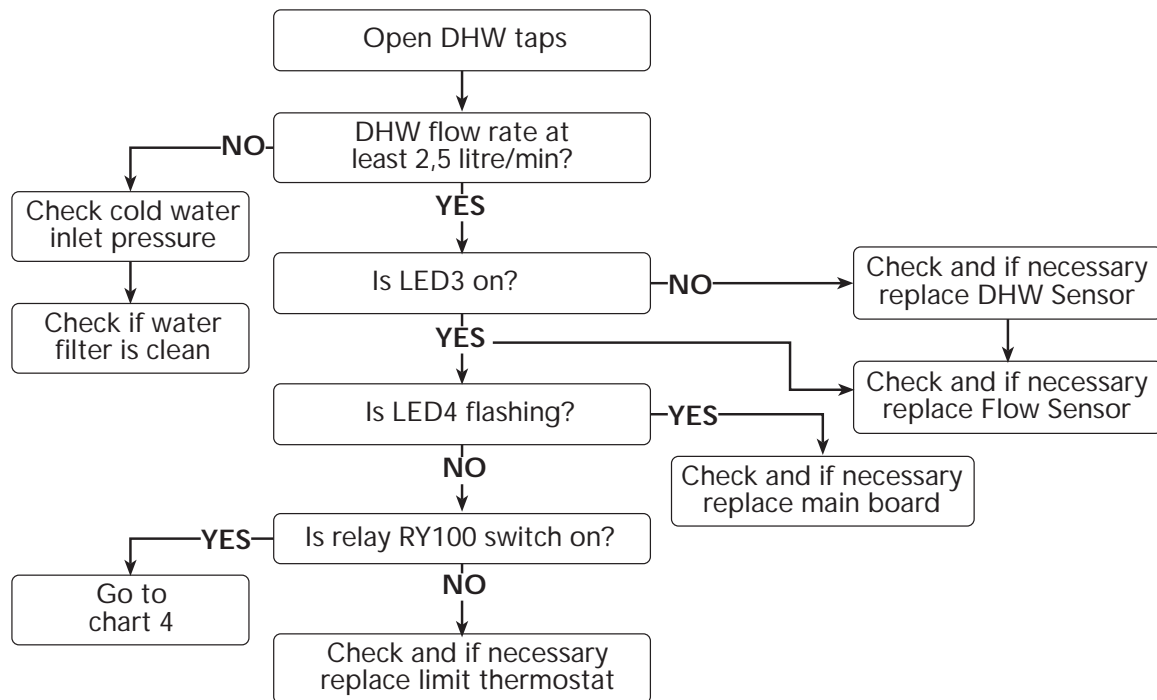 Open DHW taps
DHW flow rate at
least 2,5 litre/min?
NO
YES
Check cold water
inlet pressure
Check if water
filter is clean
Is LED3 on?
NO
Check and if necessary
replace DHW Sensor
YES
Check and if necessary
replace Flow Sensor
Is LED4 flashing?
YES
Check and if necessary
replace main board
NO
Is relay RY100 switch on?
YES
Go to
chart 4
NO
Check and if necessary
replace limit thermostat